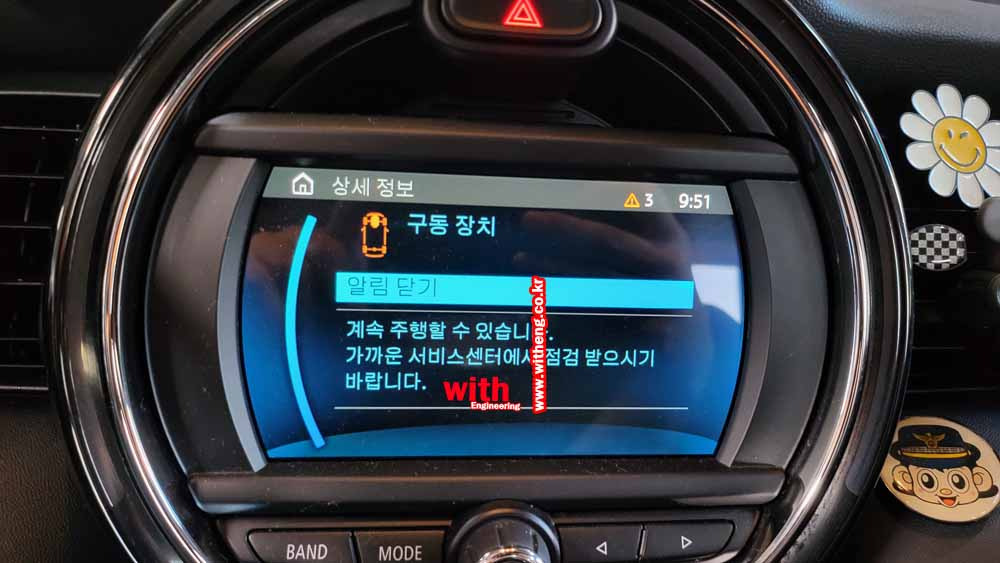 상세 정보
3 9:51
구동 장치
알림 닫기
계속 주행할 수 있습니다.
가까운 서비스센터에서 점검 받으시기
바랍니다.
with
Engineering
www.witheng.co.kr
BAND
MODE